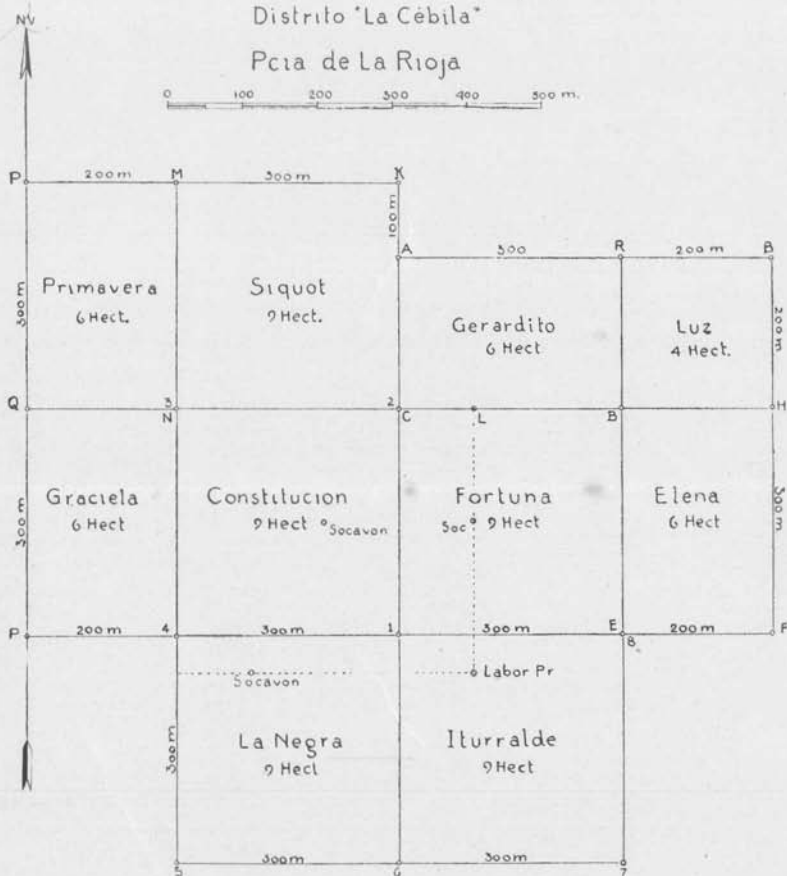 NV
Distrito "La Cébila"
Pcia de La Rioja
0 100 200 300 400 500 m.
P 200 m M 300 m K
100 m
A 300 R 200 m B
300 m
Primavera
6 Hect.
Siquot
9 Hect.
Gerardito
6 Hect
Luz
4 Hect.
200 m
Q 3 N 2 C L B H
300 m
Graciela
6 Hect
Constitucion
9 Hect Socavon
Fortuna
Soc 9 Hect
Elena
6 Hect
300 m
P 200 m 4 300 m 1 300 m E 8 200 m F
Socavon
Labor Pr
300 m
La Negra
9 Hect
Iturralde
9 Hect
5 300 m 6 300 m 7